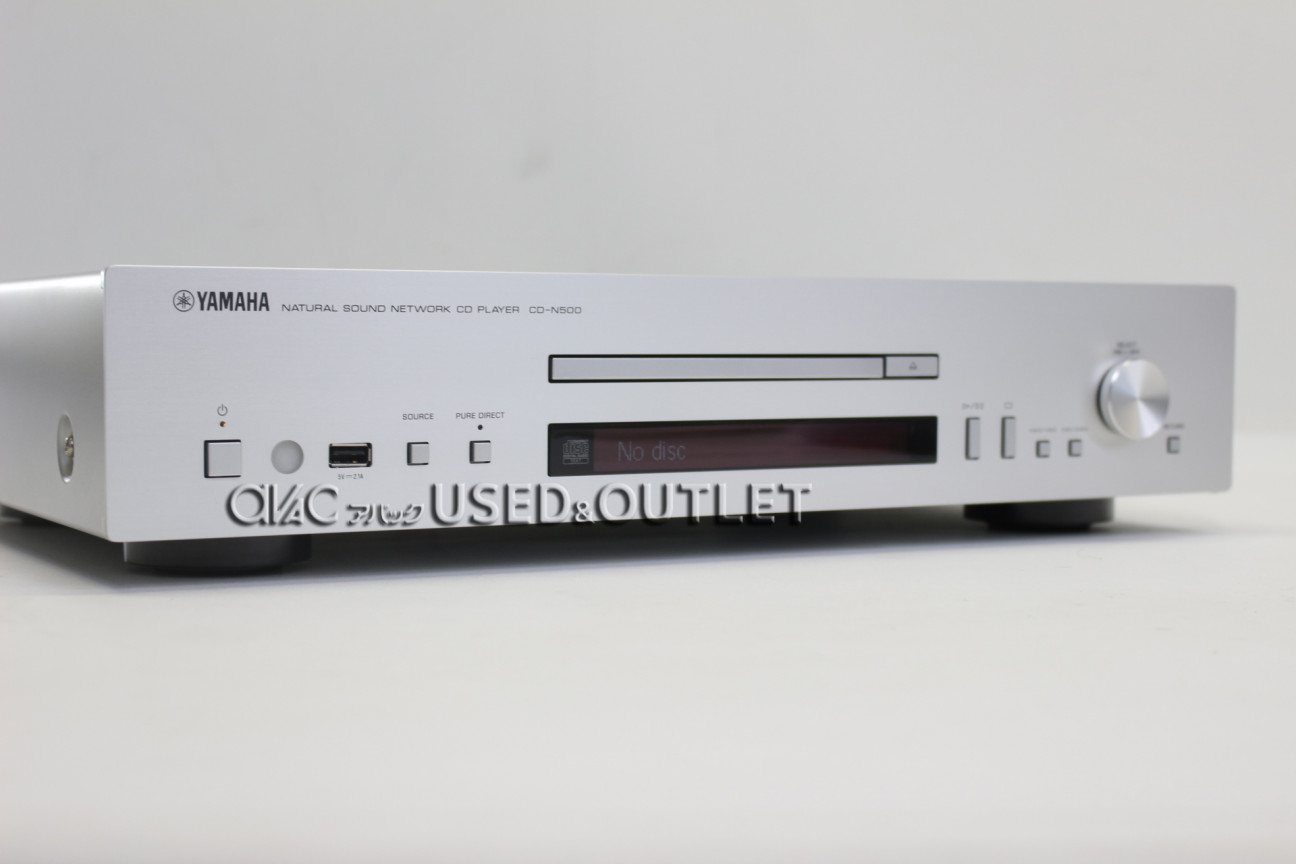 YAMAHA NATURAL SOUND NETWORK CD PLAYER CD-N500
SOURCE
PURE DIRECT
No disc
AVAC アバック USED&OUTLET